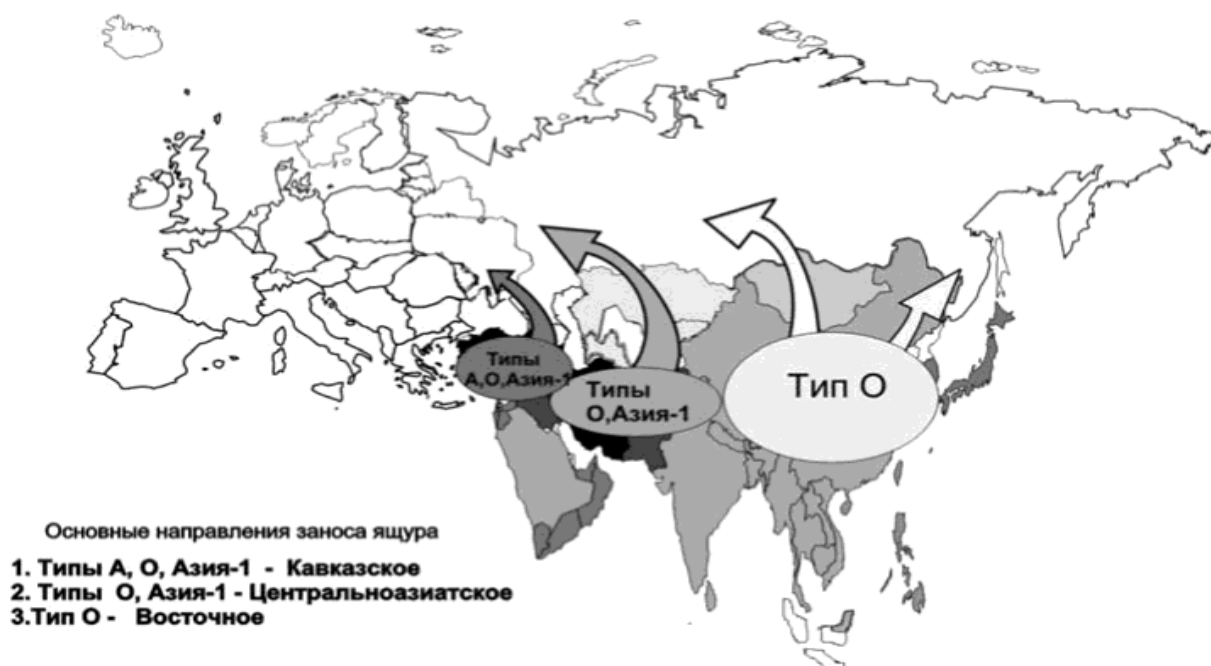 Типы
А,О,Азия-1
Типы
О,Азия-1
Тип О
Основные направления заноса ящура
1. Типы А, О, Азия-1 - Кавказское
2. Типы О, Азия-1 - Центральноазиатское
3.Тип О - Восточное